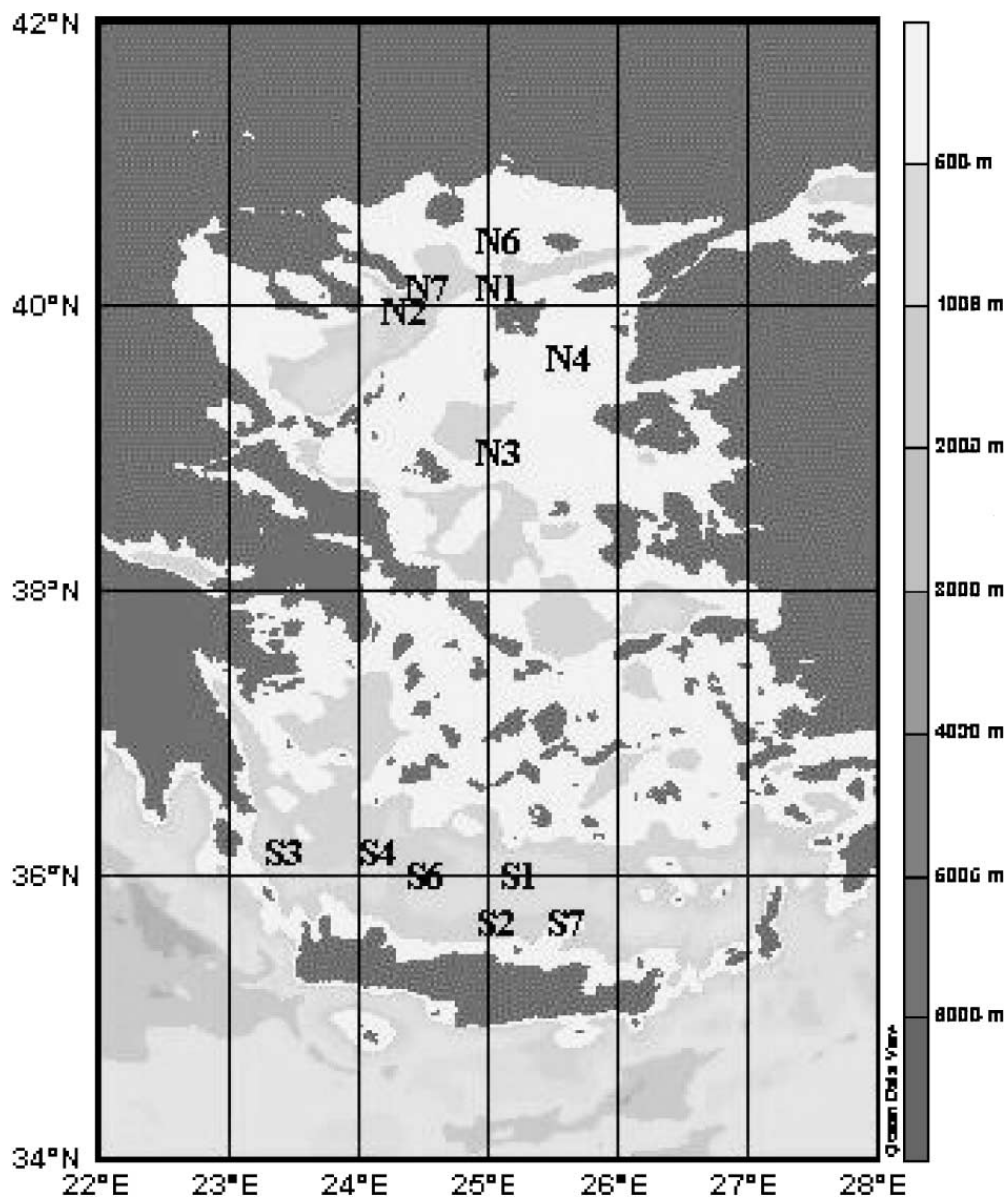 42°N
600 m
N6
N7 N1
40°N
1000 m
N2
N4
2000 m
N3
38°N
3000 m
4000 m
S3 S4
36°N
S6 S1
6000 m
S2 S7
8000 m
Ocean Data View
34°N
22°E 23°E 24°E 25°E 26°E 27°E 28°E